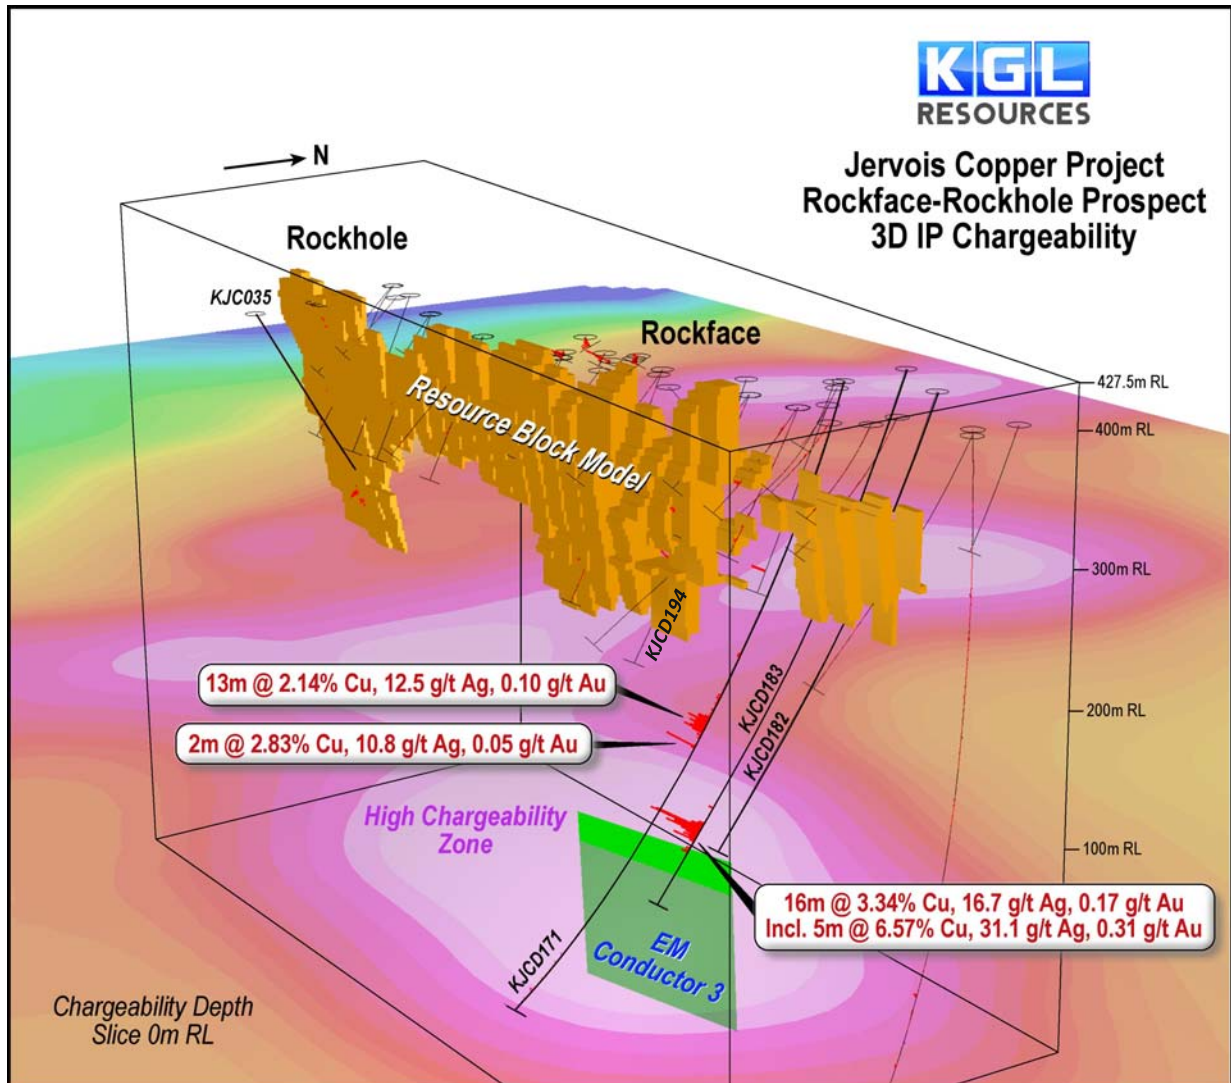 KGL
RESOURCES
Jervois Copper Project
Rockface-Rockhole Prospect
3D IP Chargeability
N
Rockhole
KJC035
Rockface
427.5m RL
400m RL
Resource Block Model
300m RL
KJCD194
13m @ 2.14% Cu, 12.5 g/t Ag, 0.10 g/t Au
KJCD183
200m RL
2m @ 2.83% Cu, 10.8 g/t Ag, 0.05 g/t Au
KJCD182
High Chargeability
Zone
100m RL
16m @ 3.34% Cu, 16.7 g/t Ag, 0.17 g/t Au
Incl. 5m @ 6.57% Cu, 31.1 g/t Ag, 0.31 g/t Au
EM
Conductor 3
KJCD171
Chargeability Depth
Slice 0m RL